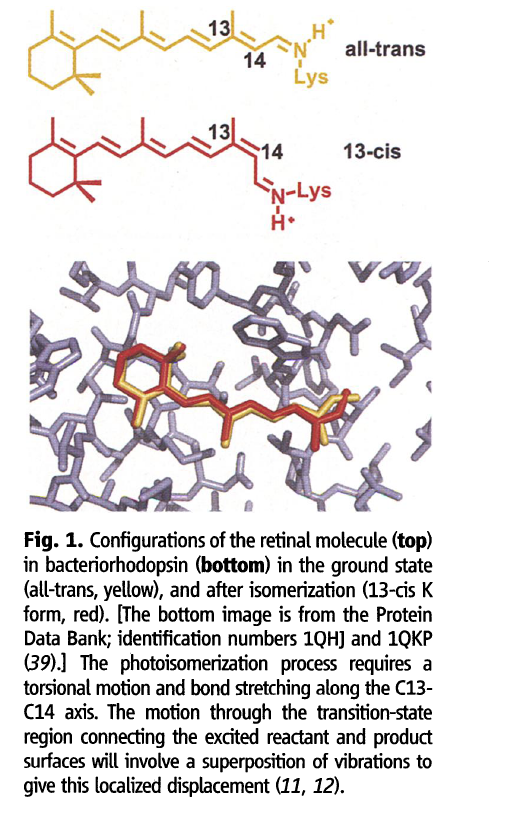 13
14
H+
N
Lys
all-trans
13
14
13-cis
N-Lys
H+
Fig. 1. Configurations of the retinal molecule (top)
in bacteriorhodopsin (bottom) in the ground state
(all-trans, yellow), and after isomerization (13-cis K
form, red). [The bottom image is from the Protein
Data Bank; identification numbers 1QHJ and 1QKP
(39).] The photoisomerization process requires a
torsional motion and bond stretching along the C13-
C14 axis. The motion through the transition-state
region connecting the excited reactant and product
surfaces will involve a superposition of vibrations to
give this localized displacement (11, 12).